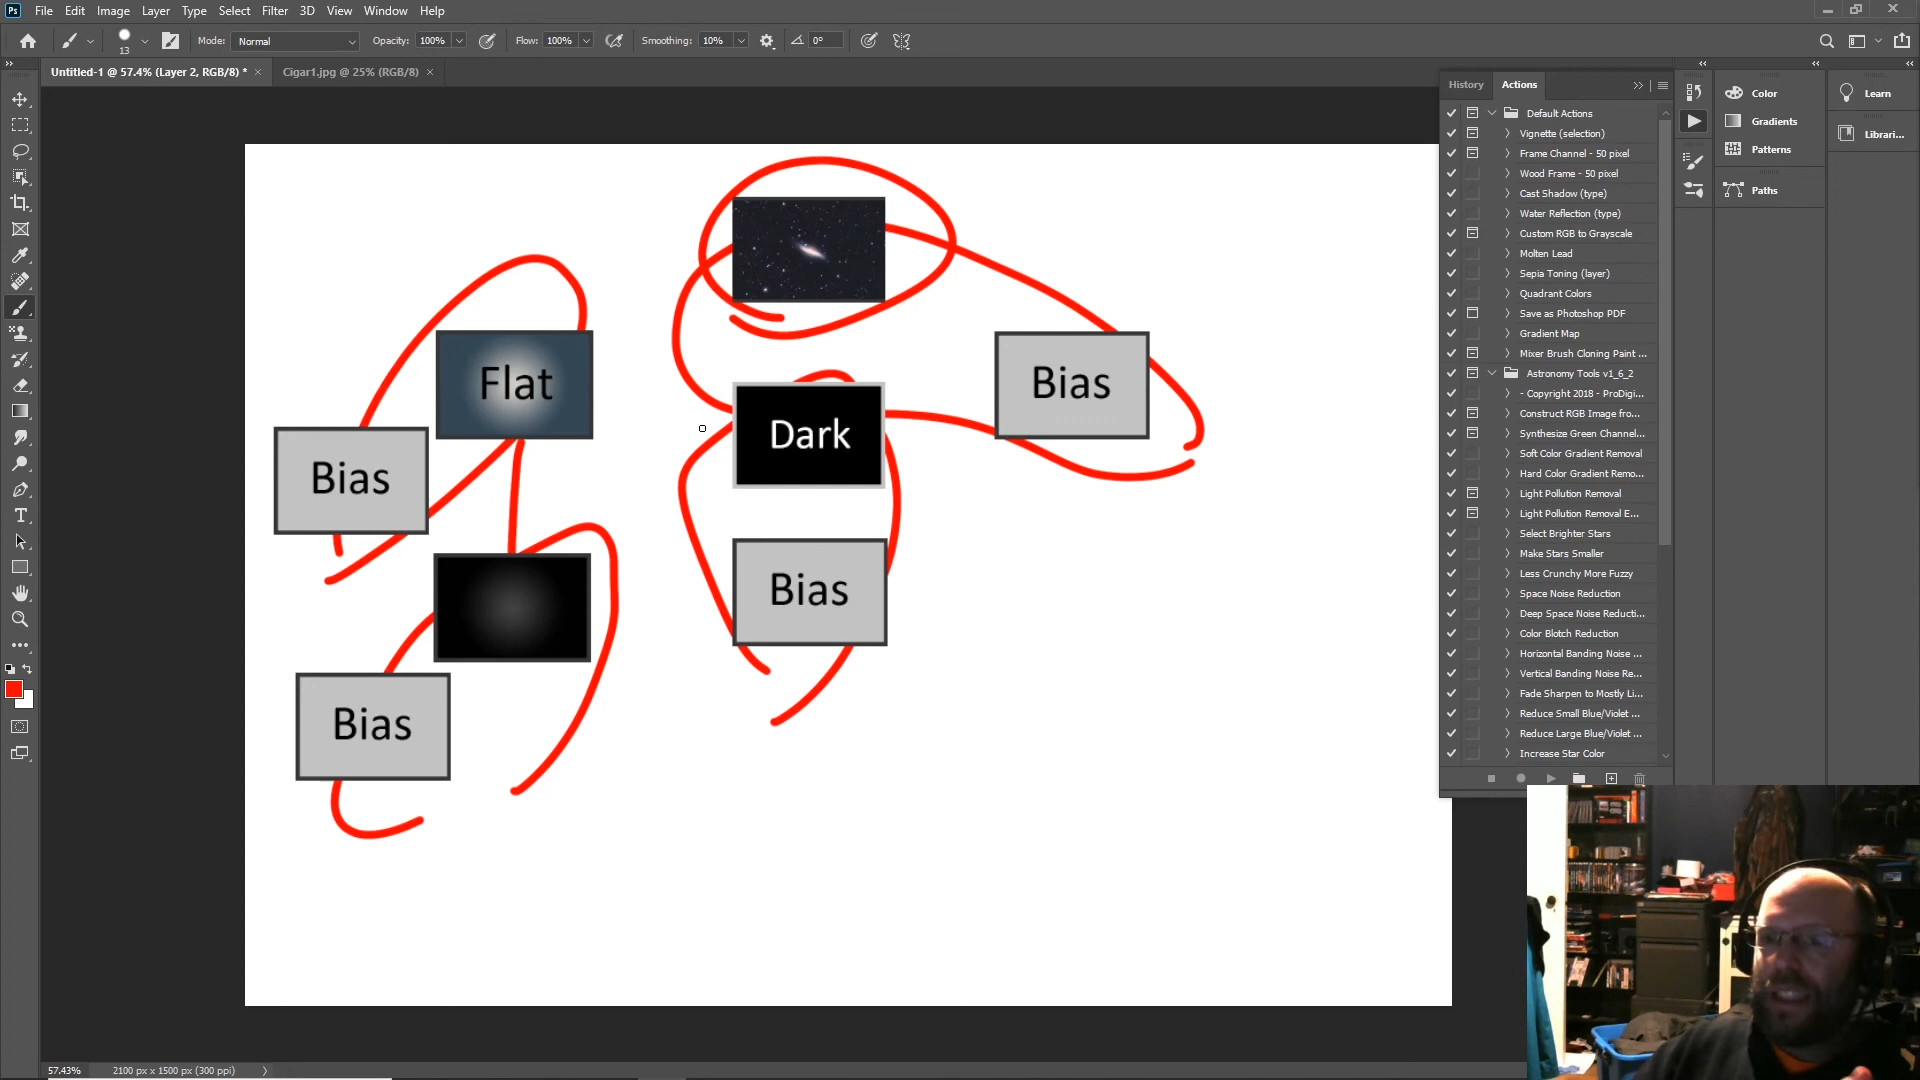 Ps File Edit Image Layer Type Select Filter 3D View Window Help
13 Mode: Normal Opacity: 100% Flow: 100% Smoothing: 10% 0°
Untitled-1 @ 57.4% (Layer 2, RGB/8) * Cigar1.jpg @ 25% (RGB/8)
History Actions
Default Actions
Vignette (selection)
Frame Channel - 50 pixel
Wood Frame - 50 pixel
Cast Shadow (type)
Water Reflection (type)
Custom RGB to Grayscale
Molten Lead
Sepia Toning (layer)
Quadrant Colors
Save as Photoshop PDF
Gradient Map
Mixer Brush Cloning Paint ...
Astronomy Tools v1_6_2
- Copyright 2018 - ProDigi...
Construct RGB Image fro...
Synthesize Green Channel...
Soft Color Gradient Removal
Hard Color Gradient Remo...
Light Pollution Removal
Light Pollution Removal E...
Select Brighter Stars
Make Stars Smaller
Less Crunchy More Fuzzy
Space Noise Reduction
Deep Space Noise Reducti...
Color Blotch Reduction
Horizontal Banding Noise ...
Vertical Banding Noise Re...
Fade Sharpen to Mostly Li...
Reduce Small Blue/Violet ...
Reduce Large Blue/Violet ...
Increase Star Color
Color
Gradients
Patterns
Paths
Learn
Librari...
Flat
Bias
Dark
Bias
Bias
Bias
57.43% 2100 px x 1500 px (300 ppi)